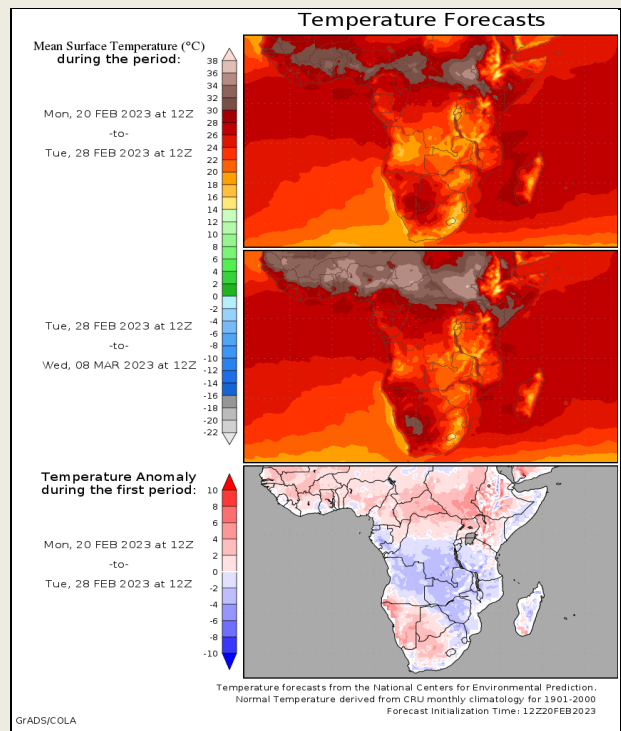 Temperature Forecasts
Mean Surface Temperature (°C)
during the period:
Mon, 20 FEB 2023 at 12Z
-to-
Tue, 28 FEB 2023 at 12Z
38
36
34
32
30
28
26
24
22
20
18
16
14
12
10
8
6
4
2
0
-2
-4
-6
-8
-10
-12
-14
-16
-18
-20
-22
Tue, 28 FEB 2023 at 12Z
-to-
Wed, 08 MAR 2023 at 12Z
Temperature Anomaly
during the first period:
Mon, 20 FEB 2023 at 12Z
-to-
Tue, 28 FEB 2023 at 12Z
10
8
6
4
2
0
-2
-4
-6
-8
-10
Temperature forecasts from the National Centers for Environmental Prediction.
Normal Temperature derived from CRU monthly climatology for 1901-2000
Forecast Initialization Time: 12Z20FEB2023
GrADS/COLA